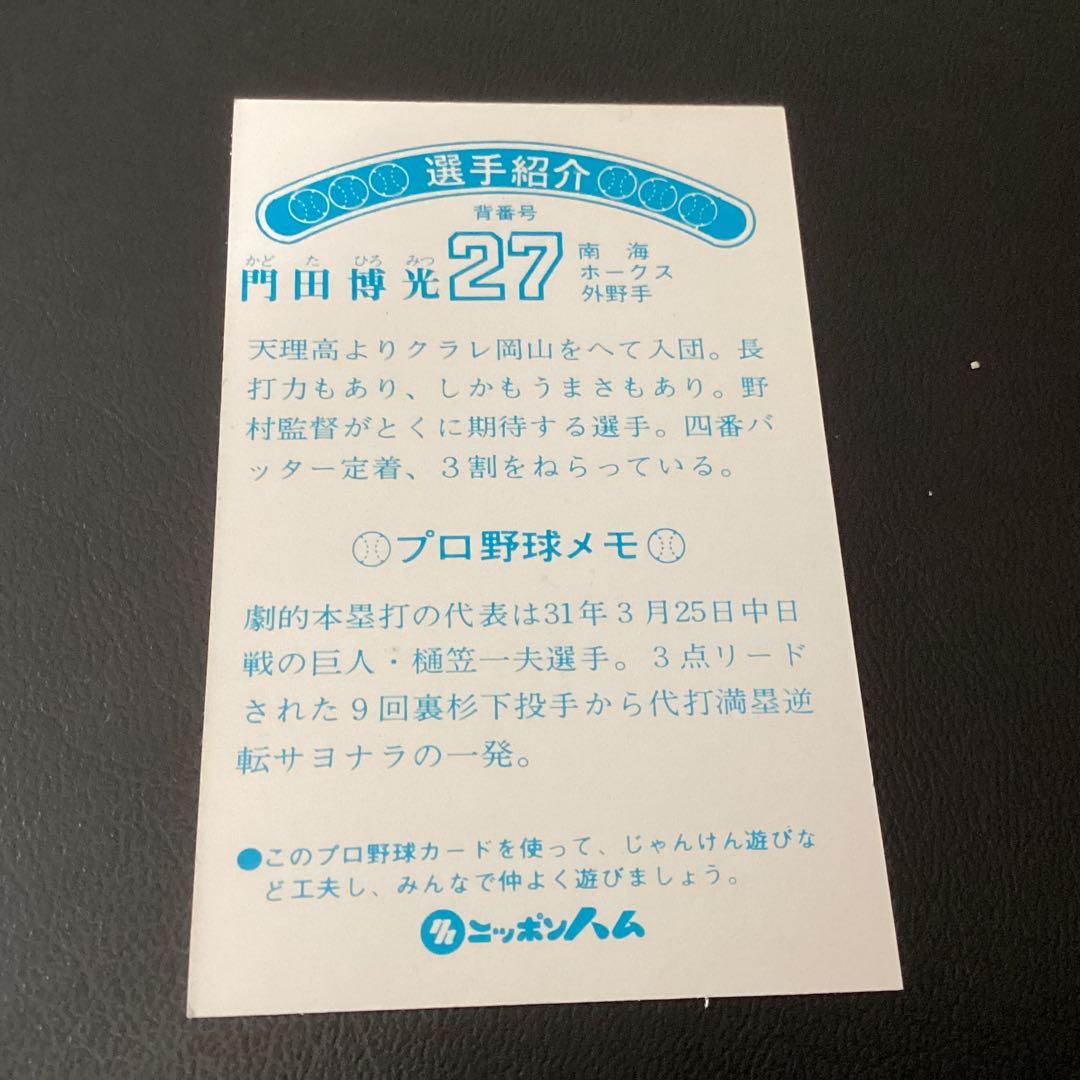 選手紹介
背番号
かど た ひろ みつ
門田博光
27
南海
ホークス
外野手
天理高よりクラレ岡山をへて入団。長
打力もあり、しかもうまさもあり。野
村監督がとくに期待する選手。四番バ
ッター定着、3割をねらっている。
プロ野球メモ
劇的本塁打の代表は31年3月25日中日
戦の巨人・樋笠一夫選手。3点リード
された9回裏杉下投手から代打満塁逆
転サヨナラの一発。
●このプロ野球カードを使って、じゃんけん遊びな
ど工夫し、みんなで仲よく遊びましょう。
ニッポンハム